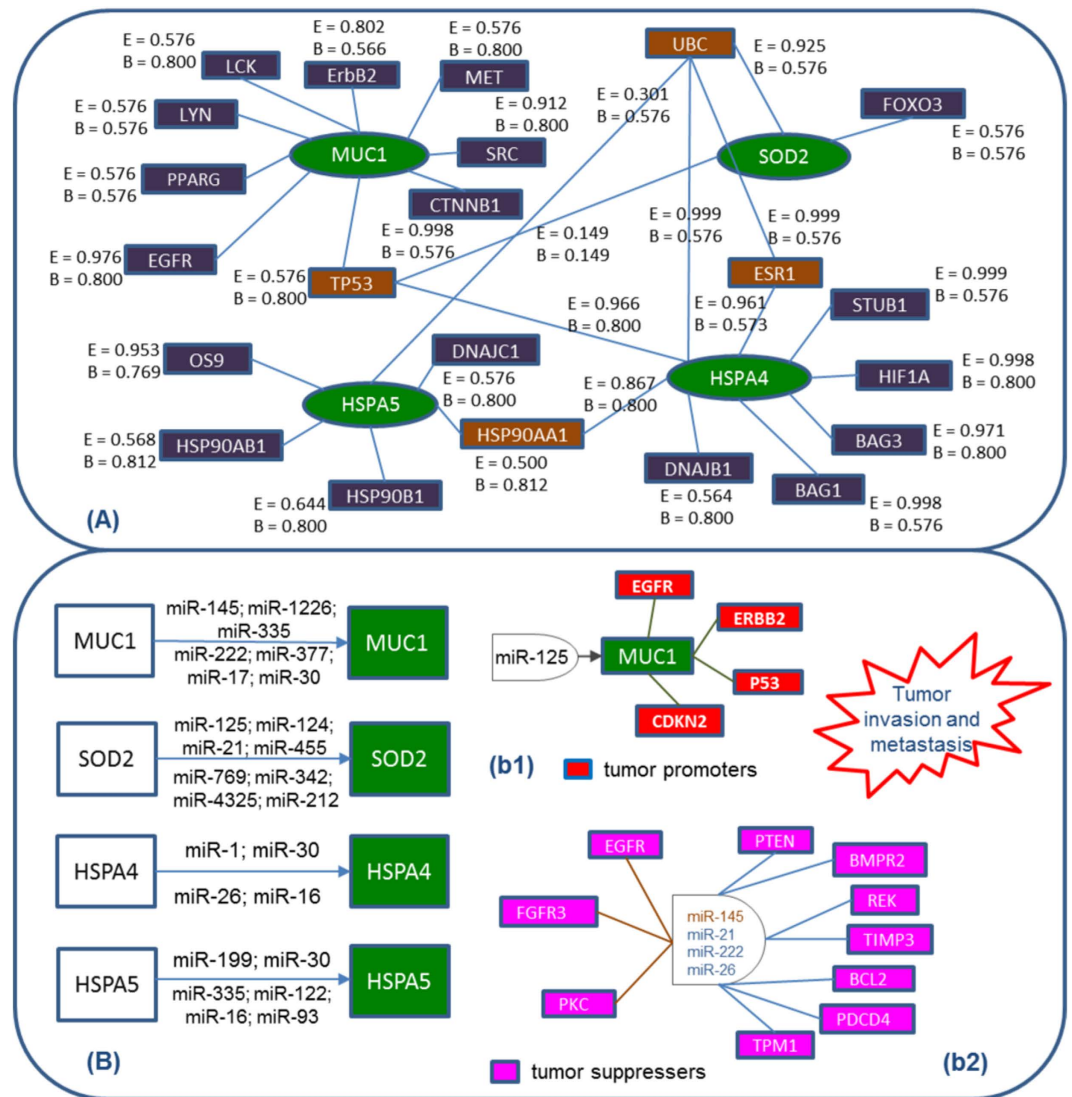 E = 0.576
B = 0.800
LCK
E = 0.802
B = 0.566
ErbB2
E = 0.576
B = 0.800
MET
UBC
E = 0.925
B = 0.576
E = 0.576
B = 0.576
LYN
E = 0.912
B = 0.800
SRC
E = 0.301
B = 0.576
FOXO3
E = 0.576
B = 0.576
MUC1
SOD2
E = 0.576
B = 0.576
PPARG
CTNNB1
E = 0.998
B = 0.576
E = 0.149
B = 0.149
E = 0.999
B = 0.576
E = 0.999
B = 0.576
E = 0.976
B = 0.800
EGFR
E = 0.576
B = 0.800
TP53
ESR1
E = 0.999
B = 0.576
STUB1
E = 0.966
B = 0.800
E = 0.961
B = 0.573
E = 0.953
B = 0.769
OS9
DNAJC1
E = 0.576
B = 0.800
E = 0.867
B = 0.800
HSPA5
HSPA4
HIF1A
E = 0.998
B = 0.800
E = 0.568
B = 0.812
HSP90AB1
HSP90AA1
E = 0.500
B = 0.812
BAG3
E = 0.971
B = 0.800
DNAJB1
E = 0.564
B = 0.800
BAG1
E = 0.998
B = 0.576
E = 0.644
B = 0.800
HSP90B1
(A)
MUC1
miR-145; miR-1226;
miR-335
miR-222; miR-377;
miR-17; miR-30
MUC1
SOD2
miR-125; miR-124;
miR-21; miR-455
miR-769; miR-342;
miR-4325; miR-212
SOD2
HSPA4
miR-1; miR-30
miR-26; miR-16
HSPA4
HSPA5
miR-199; miR-30
miR-335; miR-122;
miR-16; miR-93
HSPA5
(B)
EGFR
ERBB2
miR-125
MUC1
P53
CDKN2
(b1)
tumor promoters
Tumor
invasion and
metastasis
EGFR
PTEN
BMPR2
REK
FGFR3
miR-145
miR-21
miR-222
miR-26
TIMP3
BCL2
PKC
PDCD4
TPM1
tumor suppressers
(b2)